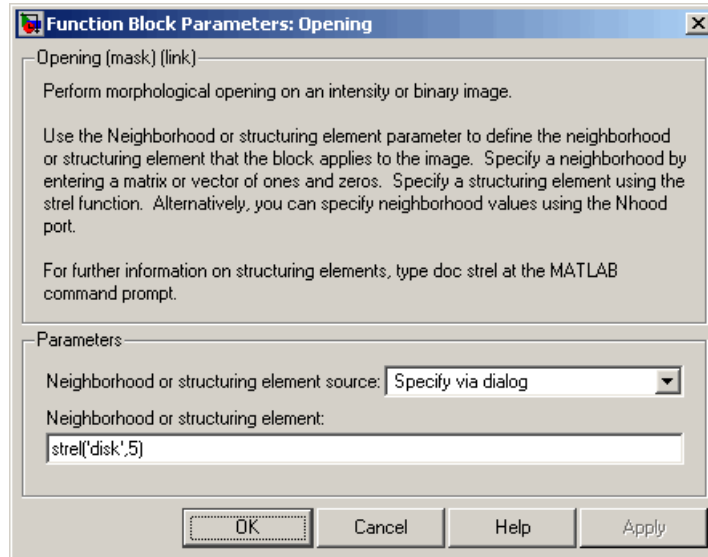 Function Block Parameters: Opening
Opening (mask) (link)
Perform morphological opening on an intensity or binary image.
Use the Neighborhood or structuring element parameter to define the neighborhood
or structuring element that the block applies to the image.  Specify a neighborhood by
entering a matrix or vector of ones and zeros.  Specify a structuring element using the
strel function.  Alternatively, you can specify neighborhood values using the Nhood
port.
For further information on structuring elements, type doc strel at the MATLAB
command prompt.
Parameters
Neighborhood or structuring element source: Specify via dialog
Neighborhood or structuring element:
strel('disk',5)
OK Cancel Help Apply